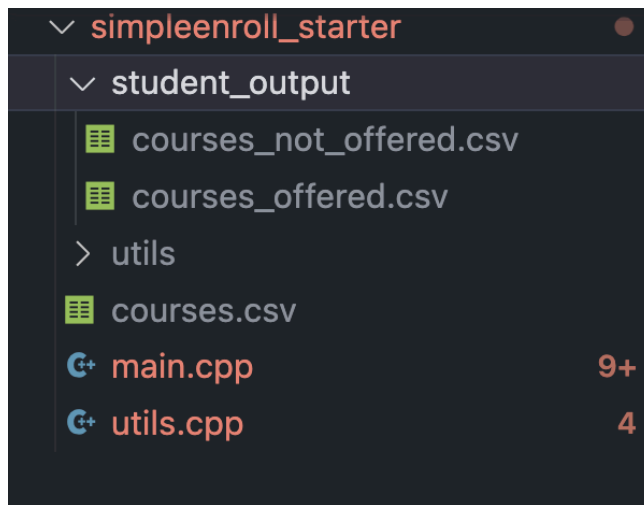 simpleenroll_starter
student_output
courses_not_offered.csv
courses_offered.csv
utils
courses.csv
main.cpp 9+
utils.cpp 4